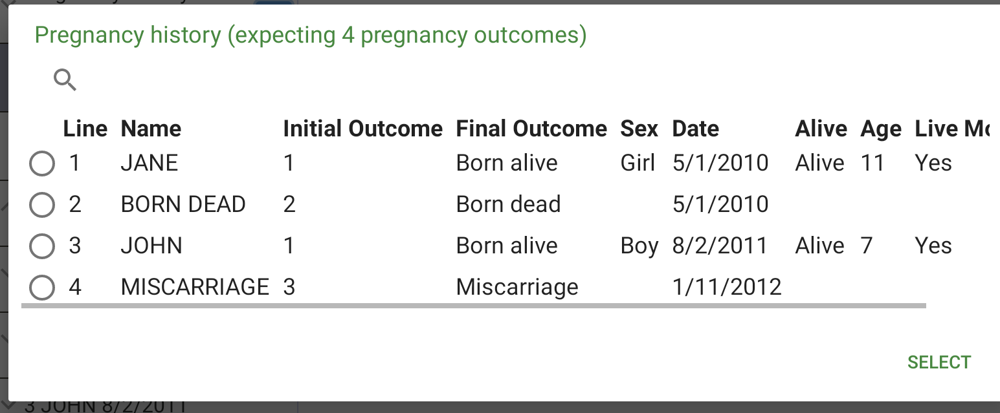 Pregnancy history (expecting 4 pregnancy outcomes)
Line Name Initial Outcome Final Outcome Sex Date Alive Age Live
1 JANE 1 Born alive Girl 5/1/2010 Alive 11 Yes
2 BORN DEAD 2 Born dead 5/1/2010
3 JOHN 1 Born alive Boy 8/2/2011 Alive 7 Yes
4 MISCARRIAGE 3 Miscarriage 1/11/2012
SELECT
3 JOHN 8/2/2011